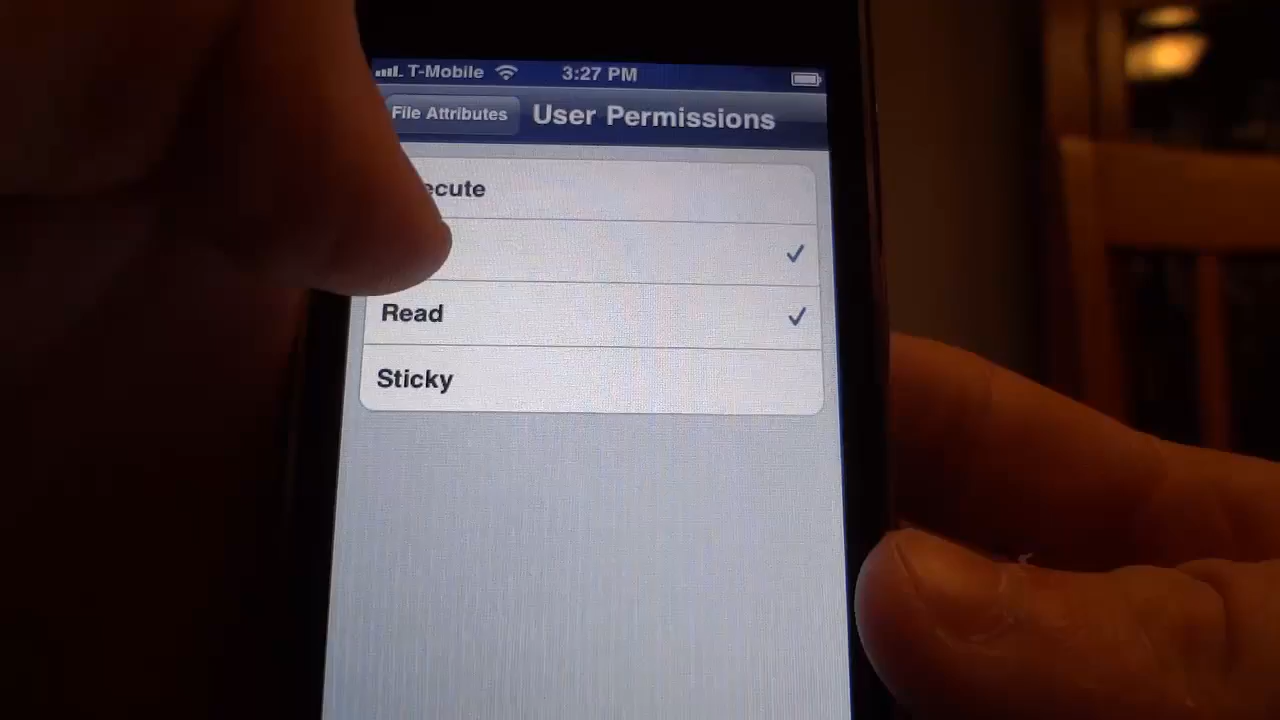 T-Mobile 3:27 PM
File Attributes User Permissions
ecute
Read
Sticky